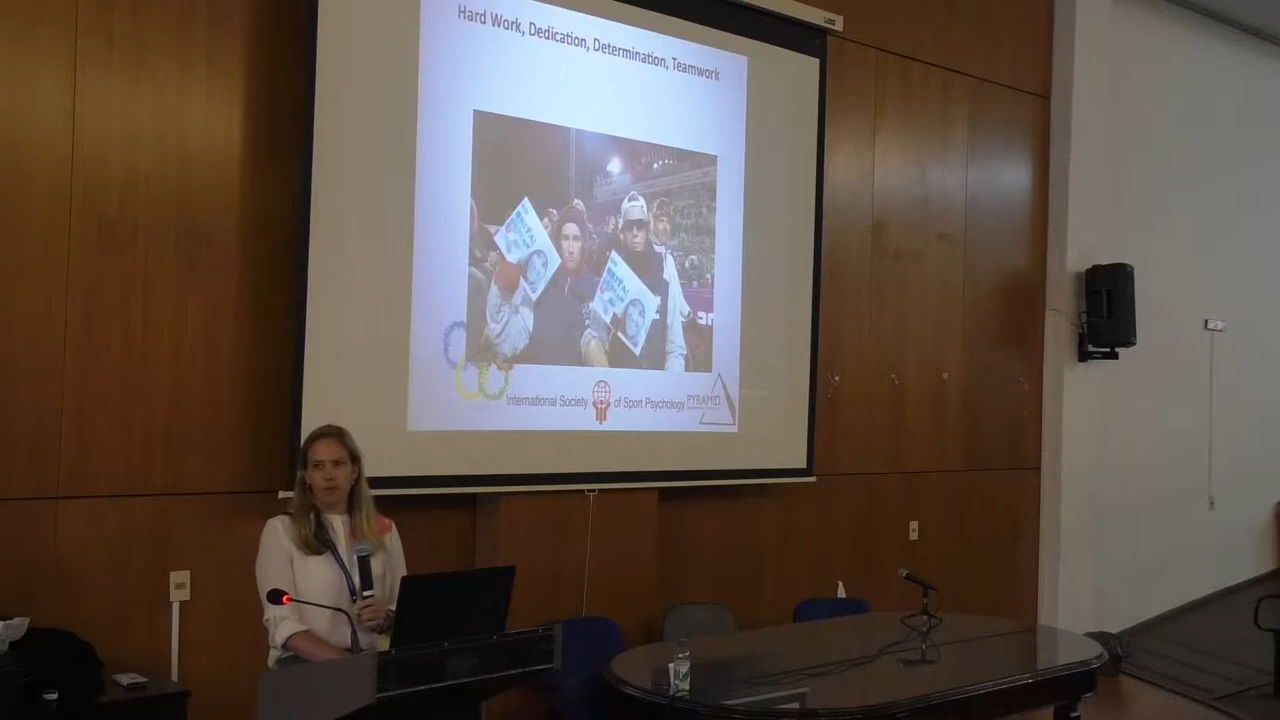 Hard Work, Dedication, Determination, Teamwork
International Society of Sport Psychology
PYRAMID